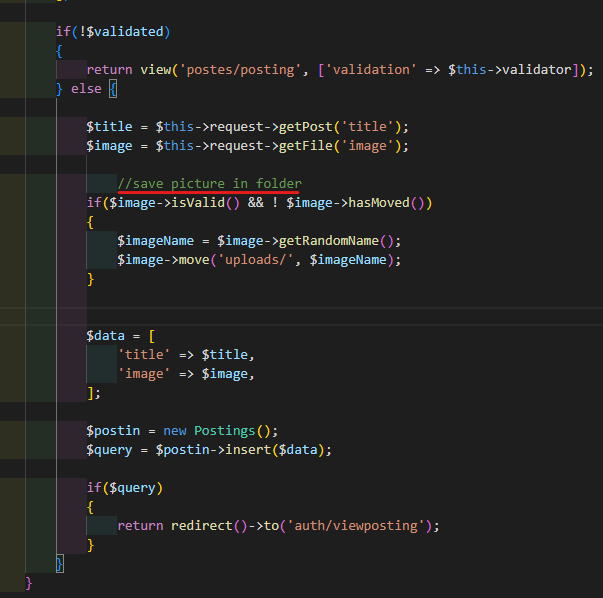 if(!$validated)
{
return view('postes/posting', ['validation' => $this->validator]);
} else {
$title = $this->request->getPost('title');
$image = $this->request->getFile('image');
//save picture in folder
if($image->isValid() && ! $image->hasMoved())
{
$imageName = $image->getRandomName();
$image->move('uploads/', $imageName);
}
$data = [
'title' => $title,
'image' => $image,
];
$postin = new Postings();
$query = $postin->insert($data);
if($query)
{
return redirect()->to('auth/viewposting');
}
}
}